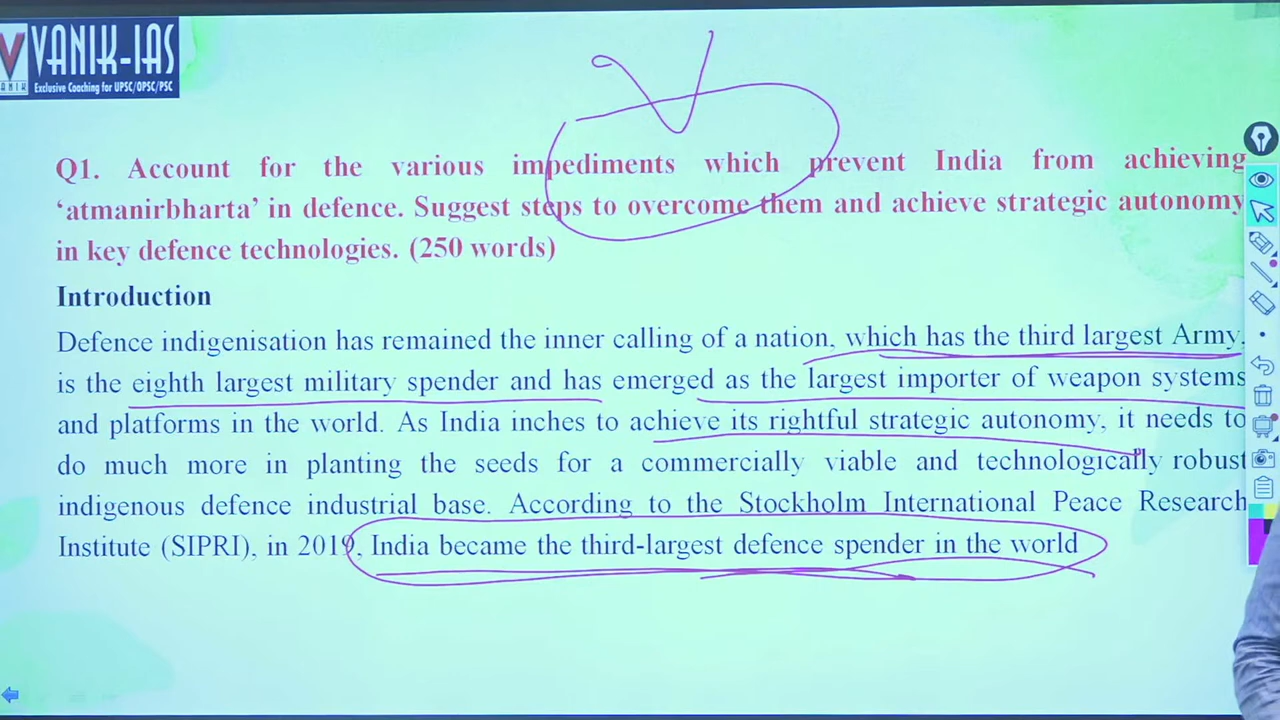 VANIK-IAS
VANIK
Exclusive Coaching for UPSC/OPSC/PSC
Q1. Account for the various impediments which prevent India from achieving
‘atmanirbharta’ in defence. Suggest steps to overcome them and achieve strategic autonomy
in key defence technologies. (250 words)
Introduction
Defence indigenisation has remained the inner calling of a nation, which has the third largest Army,
is the eighth largest military spender and has emerged as the largest importer of weapon systems
and platforms in the world. As India inches to achieve its rightful strategic autonomy, it needs to
do much more in planting the seeds for a commercially viable and technologically robust
indigenous defence industrial base. According to the Stockholm International Peace Research
Institute (SIPRI), in 2019, India became the third-largest defence spender in the world